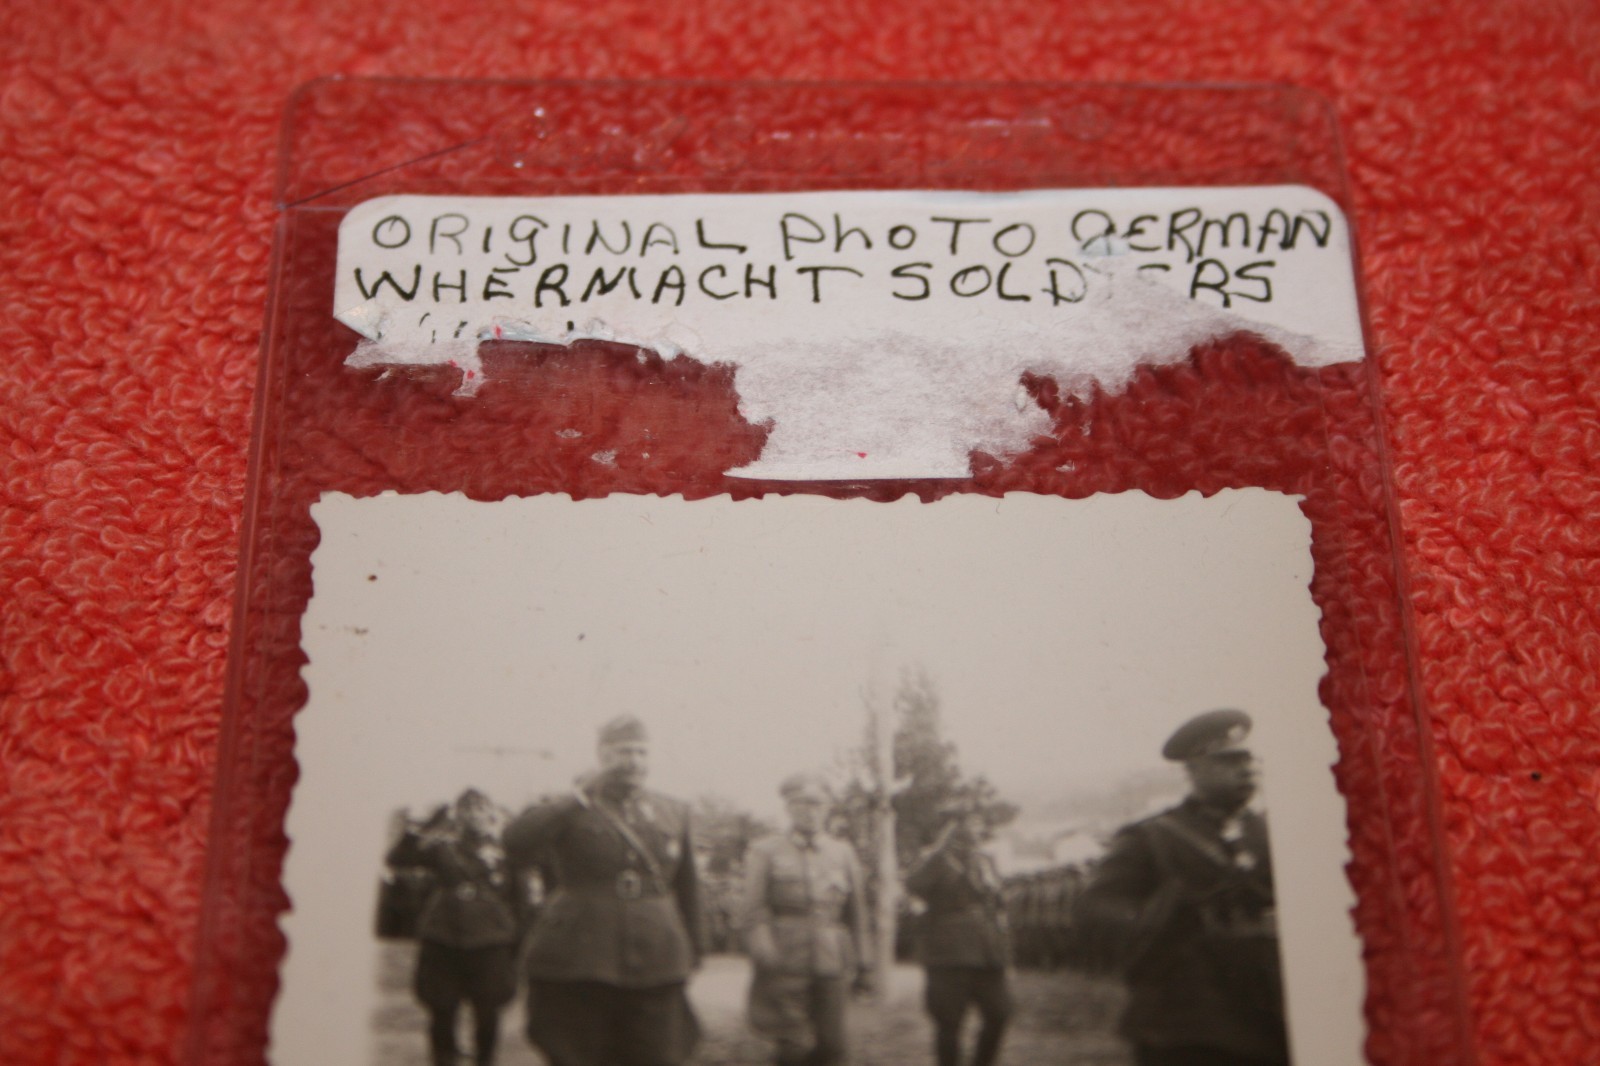 ORIGINAL PHOTO GERMAN
WHERMACHT SOLDIERS